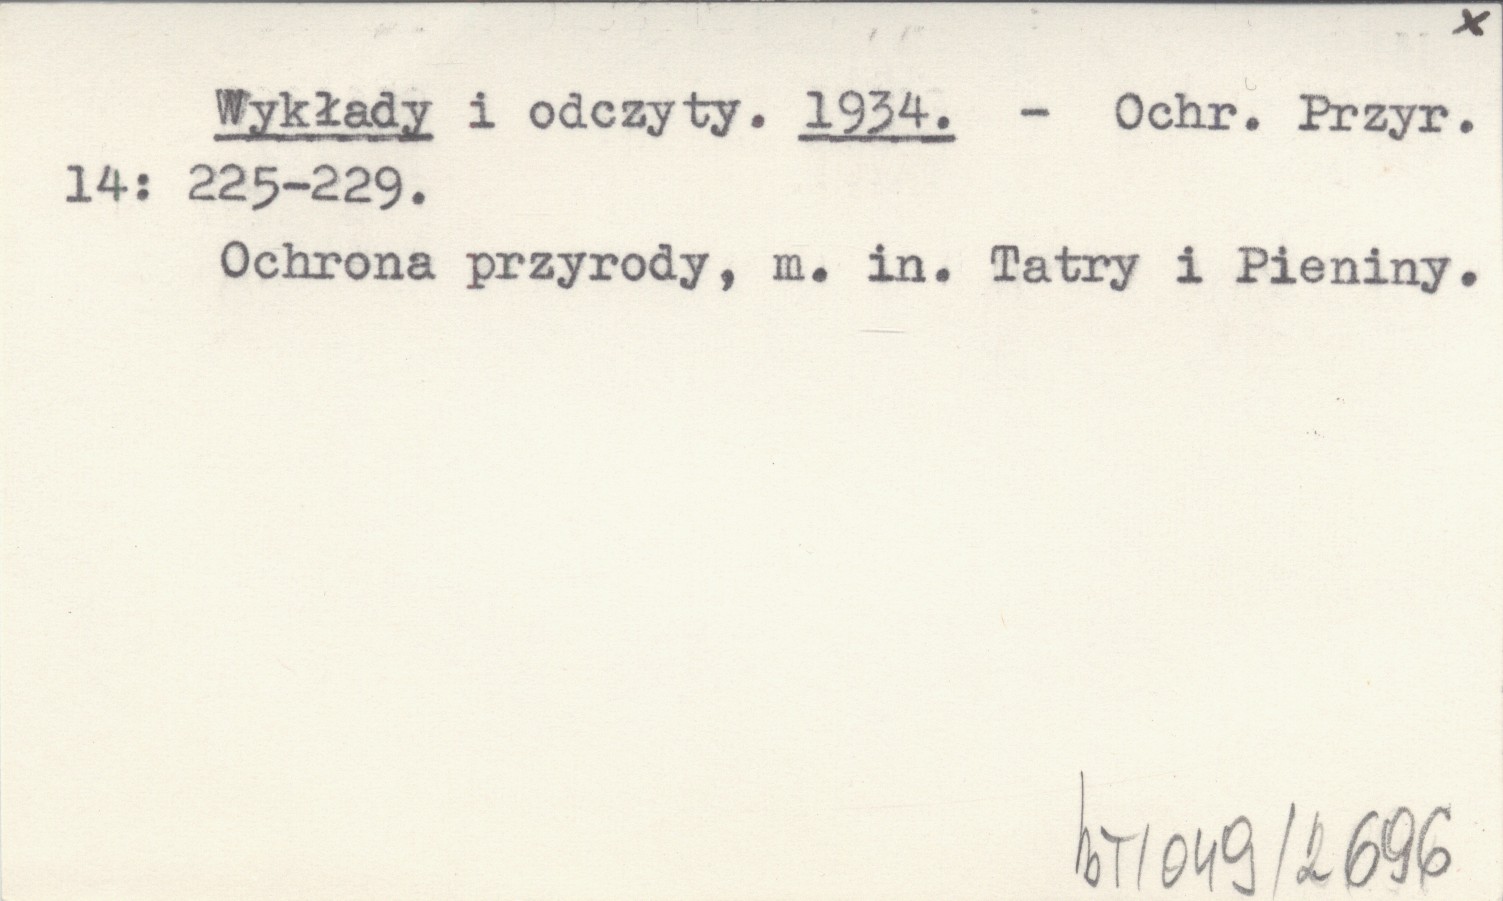 x
Wykłady i odczyty. 1934. - Ochr. Przyr.
14: 225-229.
Ochrona przyrody, m. in. Tatry i Pieniny.
bT/049/2696